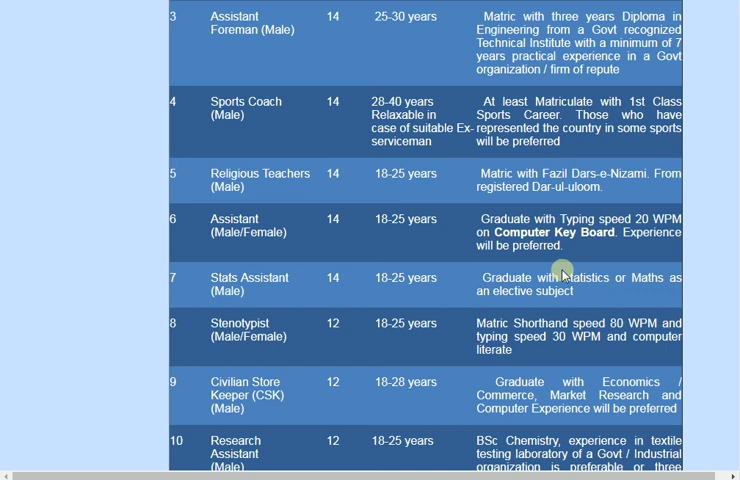 3 Assistant 14 25-30 years Matric with three years Diploma in
Foreman (Male) Engineering from a Govt recognized
Technical Institute with a minimum of 7
years practical experience in a Govt
organization / firm of repute
4 Sports Coach 14 28-40 years At least Matriculate with 1st Class
(Male) Relaxable in Sports Career. Those who have
case of suitable Ex- represented the country in some sports
serviceman will be preferred
5 Religious Teachers 14 18-25 years Matric with Fazil Dars-e-Nizami. From
(Male) registered Dar-ul-uloom.
6 Assistant 14 18-25 years Graduate with Typing speed 20 WPM
(Male/Female) on Computer Key Board. Experience
will be preferred.
7 Stats Assistant 14 18-25 years Graduate with Statistics or Maths as
(Male) an elective subject
8 Stenotypist 12 18-25 years Matric Shorthand speed 80 WPM and
(Male/Female) typing speed 30 WPM and computer
literate
9 Civilian Store 12 18-28 years Graduate with Economics /
Keeper (CSK) Commerce, Market Research and
(Male) Computer Experience will be preferred
10 Research 12 18-25 years BSc Chemistry, experience in textile
Assistant testing laboratory of a Govt / Industrial
(Male) organization is preferable or three